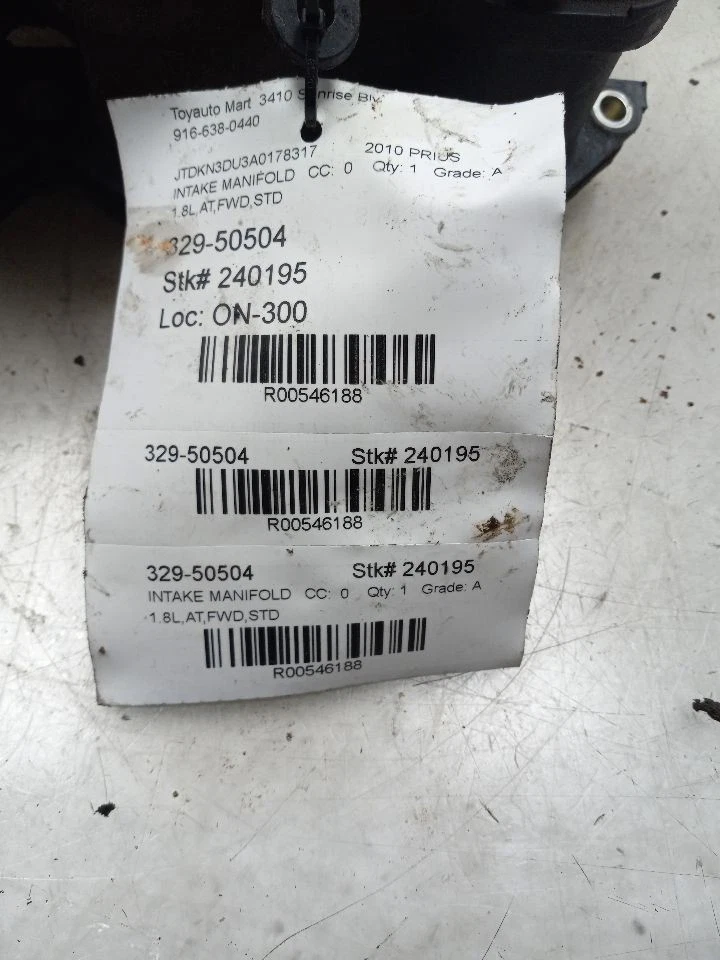 Toyauto Mart 3410 Sunrise Blv
916-638-0440
JTDKN3DU3A0178317 2010 PRIUS
INTAKE MANIFOLD CC: 0 Qty: 1 Grade: A
1.8L,AT,FWD,STD
329-50504
Stk# 240195
Loc: ON-300
R00546188
329-50504 Stk# 240195
R00546188
329-50504 Stk# 240195
INTAKE MANIFOLD CC: 0 Qty: 1 Grade: A
1.8L,AT,FWD,STD
R00546188